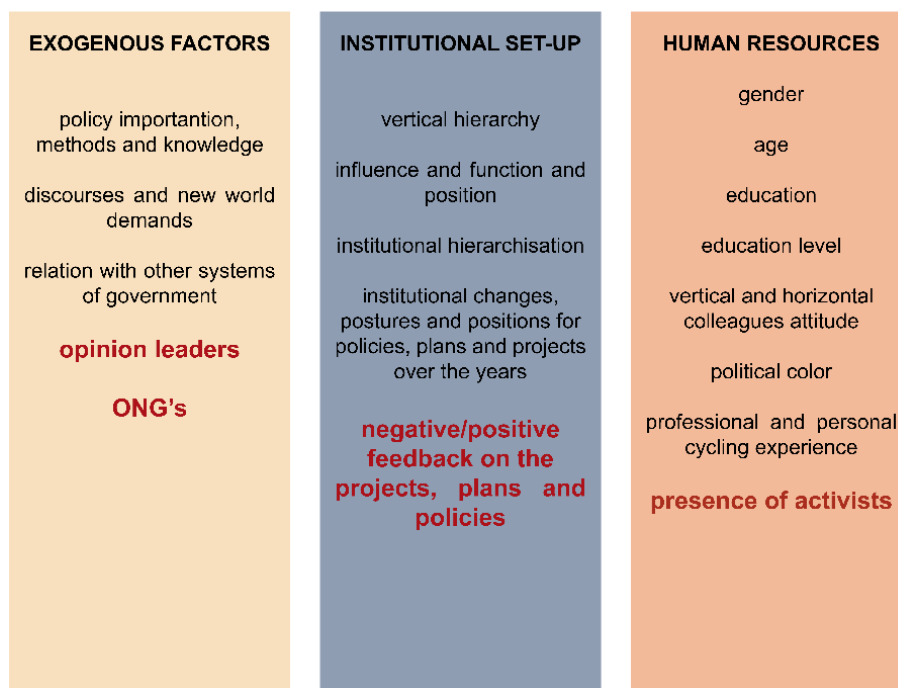 EXOGENOUS FACTORS
policy importantion,
methods and knowledge
discourses and new world
demands
relation with other systems
of government
opinion leaders
ONG's
INSTITUTIONAL SET-UP
vertical hierarchy
influence and function and
position
institutional hierarchisation
institutional changes,
postures and positions for
policies, plans and projects
over the years
negative/positive
feedback on the
projects, plans and
policies
HUMAN RESOURCES
gender
age
education
education level
vertical and horizontal
colleagues attitude
political color
professional and personal
cycling experience
presence of activists